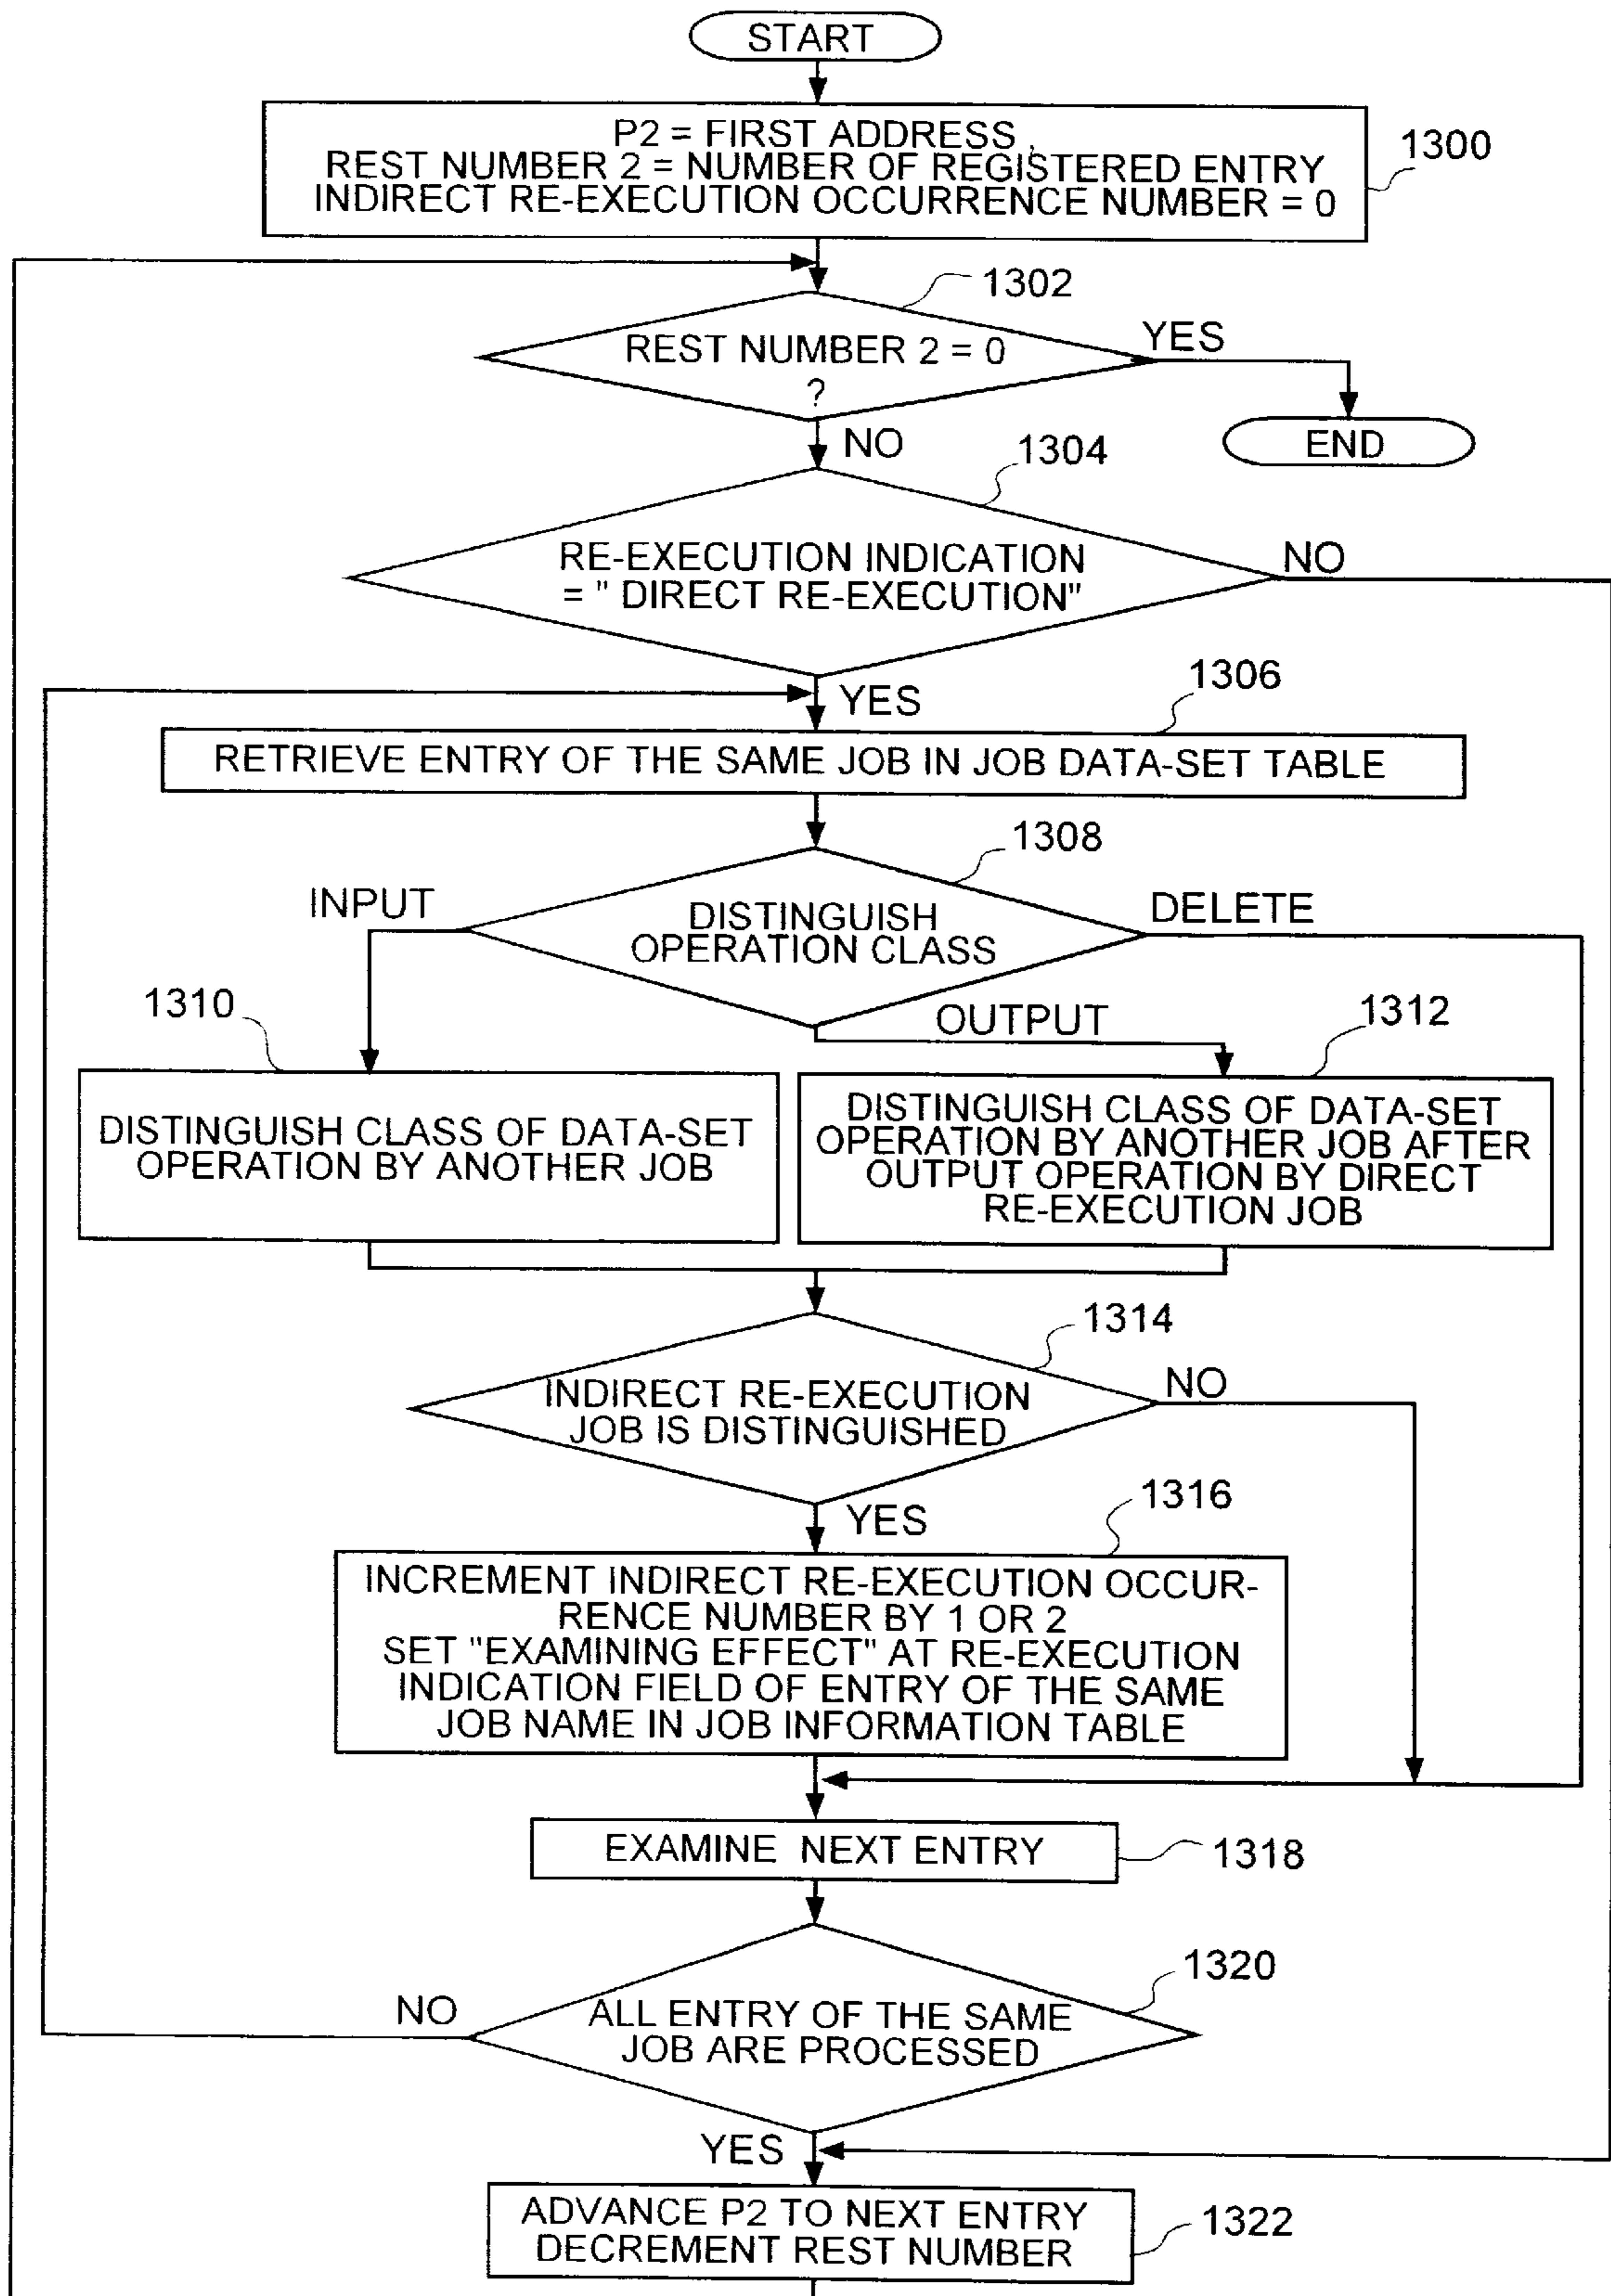 START
P2 = FIRST ADDRESS ,
REST NUMBER 2 = NUMBER OF REGISTERED ENTRY
INDIRECT RE-EXECUTION OCCURRENCE NUMBER = 0
1300
1302
REST NUMBER 2 = 0
?
YES
END
NO
1304
RE-EXECUTION INDICATION
= " DIRECT RE-EXECUTION"
NO
YES
1306
RETRIEVE ENTRY OF THE SAME JOB IN JOB DATA-SET TABLE
1308
INPUT
DISTINGUISH
OPERATION CLASS
DELETE
OUTPUT
1310
DISTINGUISH CLASS OF DATA-SET
OPERATION BY ANOTHER JOB
1312
DISTINGUISH CLASS OF DATA-SET
OPERATION BY ANOTHER JOB AFTER
OUTPUT OPERATION BY DIRECT
RE-EXECUTION JOB
1314
INDIRECT RE-EXECUTION
JOB IS DISTINGUISHED
NO
YES
1316
INCREMENT INDIRECT RE-EXECUTION OCCUR-
RENCE NUMBER BY 1 OR 2
SET "EXAMINING EFFECT" AT RE-EXECUTION
INDICATION FIELD OF ENTRY OF THE SAME
JOB NAME IN JOB INFORMATION TABLE
EXAMINE NEXT ENTRY
1318
1320
NO
ALL ENTRY OF THE SAME
JOB ARE PROCESSED
YES
ADVANCE P2 TO NEXT ENTRY
DECREMENT REST NUMBER
1322